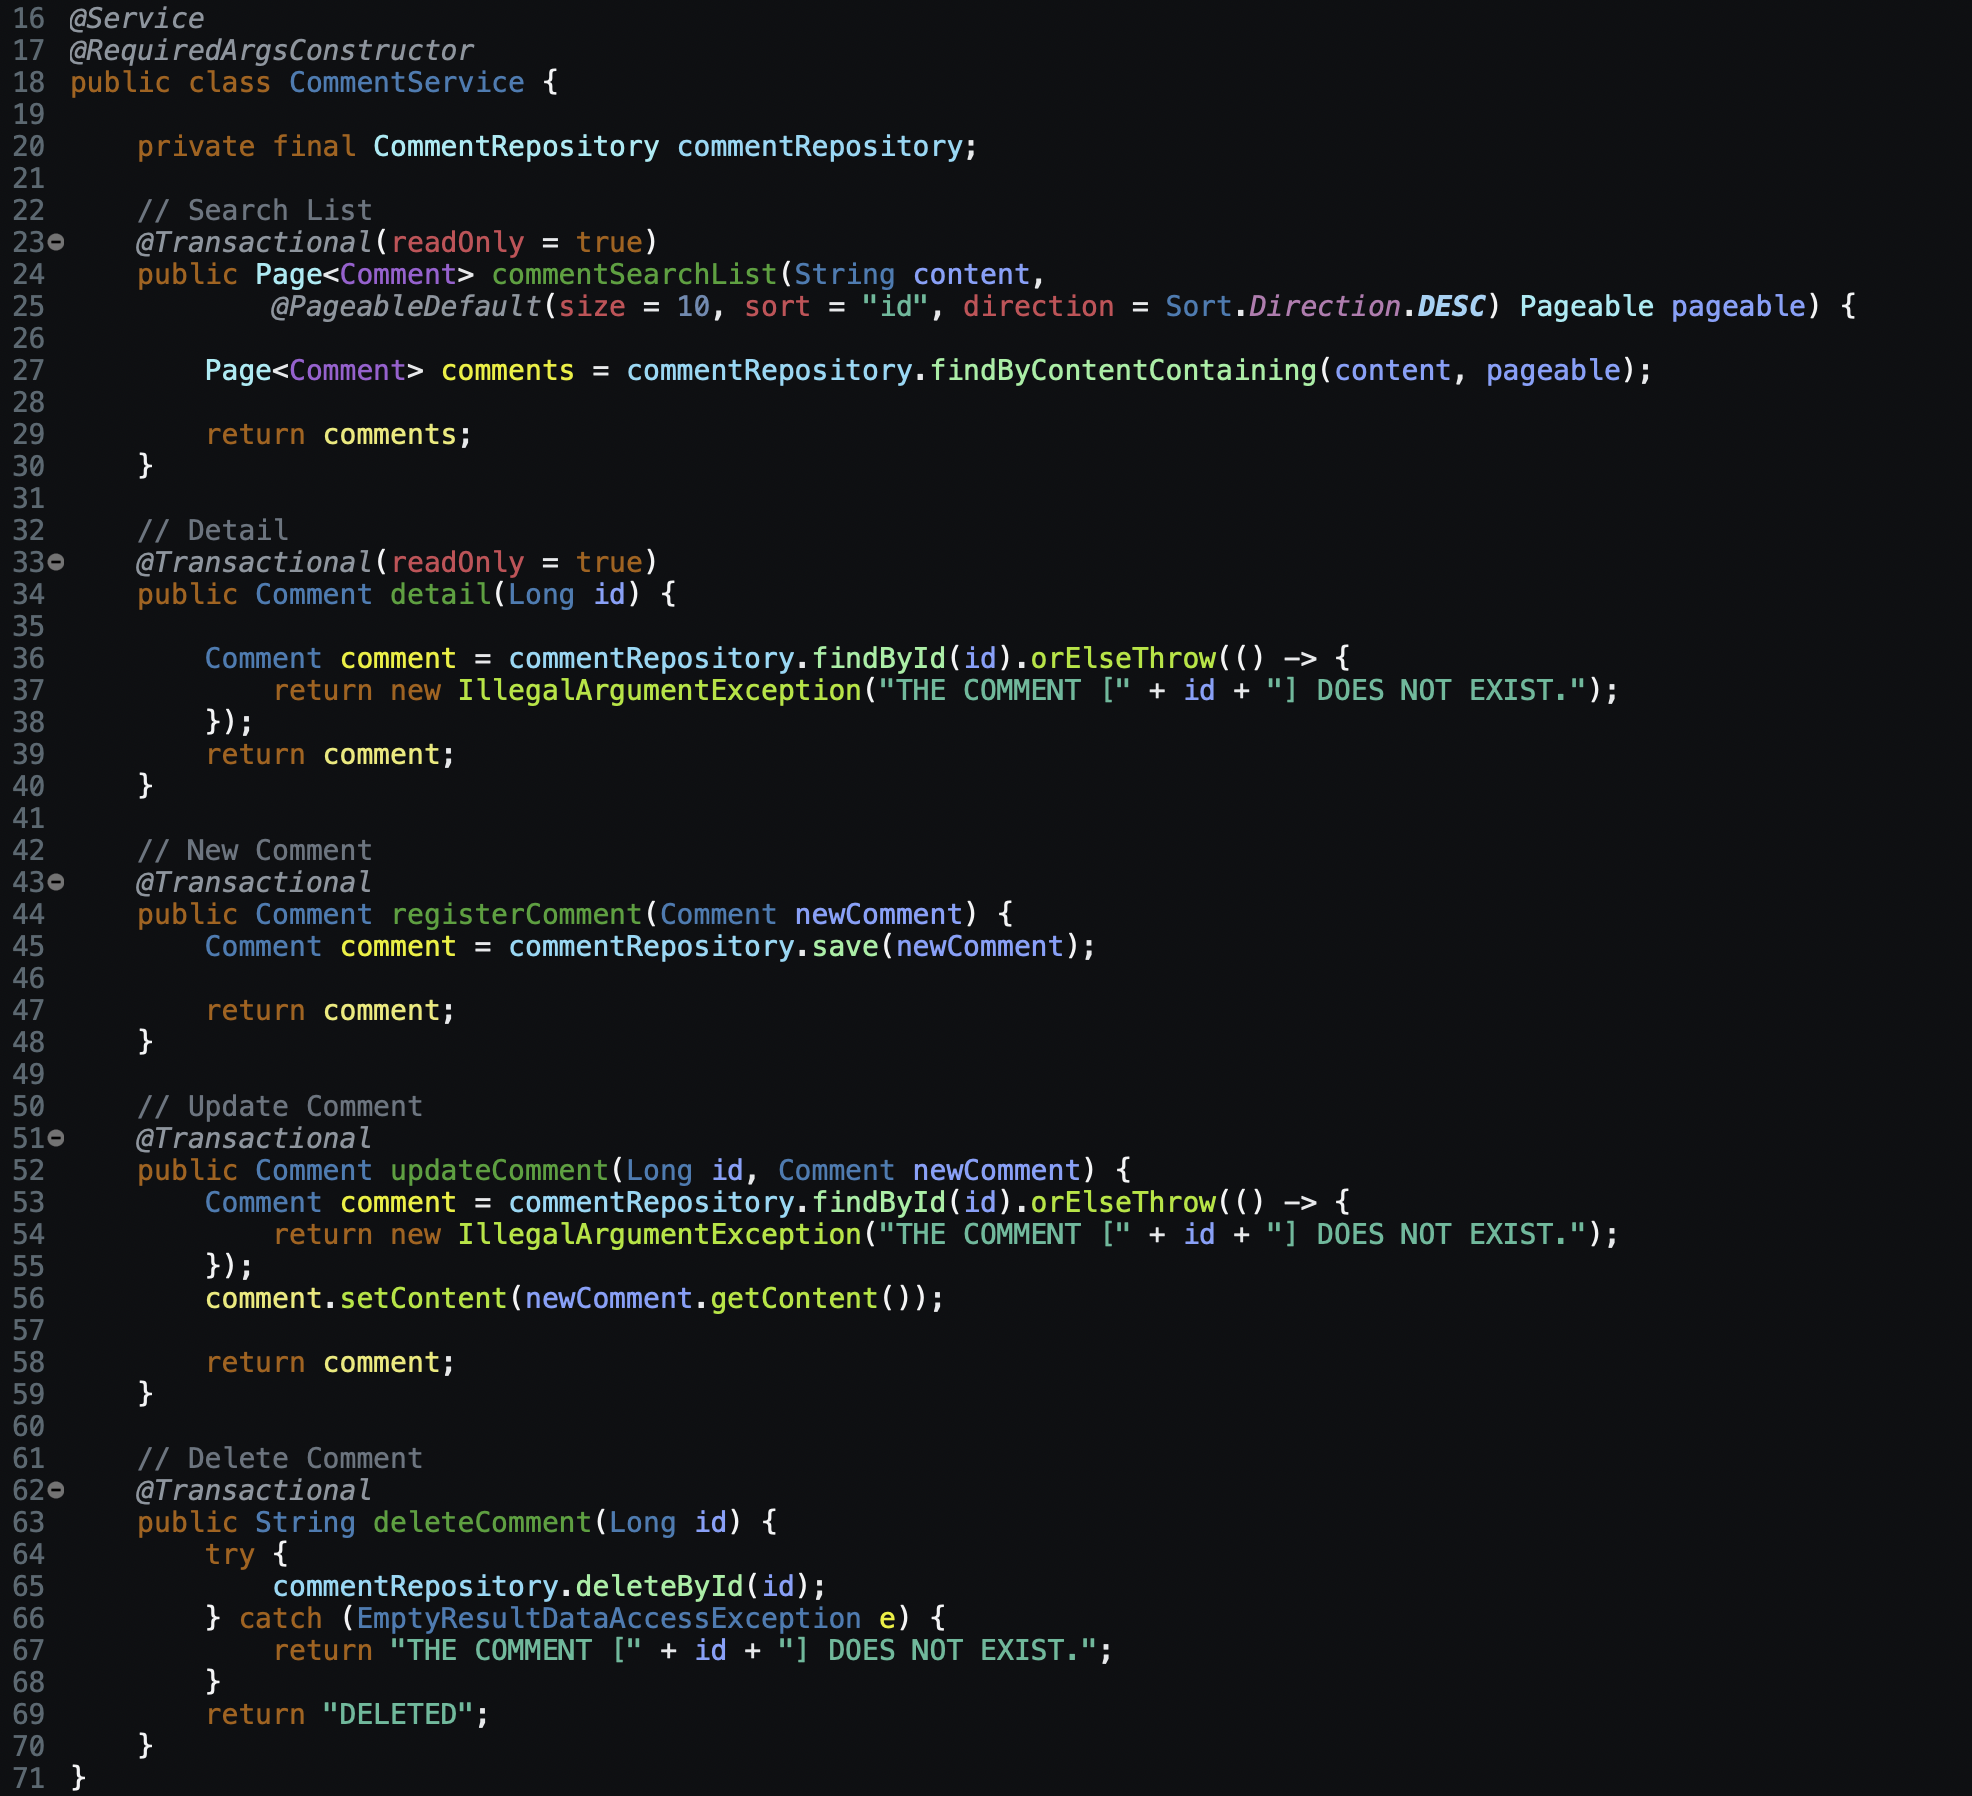 16 @Service
17 @RequiredArgsConstructor
18 public class CommentService {
19
20     private final CommentRepository commentRepository;
21
22     // Search List
23     @Transactional(readOnly = true)
24     public Page<Comment> commentSearchList(String content,
25             @PageableDefault(size = 10, sort = "id", direction = Sort.Direction.DESC) Pageable pageable) {
26
27         Page<Comment> comments = commentRepository.findByContentContaining(content, pageable);
28
29         return comments;
30     }
31
32     // Detail
33     @Transactional(readOnly = true)
34     public Comment detail(Long id) {
35
36         Comment comment = commentRepository.findById(id).orElseThrow(() -> {
37             return new IllegalArgumentException("THE COMMENT [" + id + "] DOES NOT EXIST.");
38         });
39         return comment;
40     }
41
42     // New Comment
43     @Transactional
44     public Comment registerComment(Comment newComment) {
45         Comment comment = commentRepository.save(newComment);
46
47         return comment;
48     }
49
50     // Update Comment
51     @Transactional
52     public Comment updateComment(Long id, Comment newComment) {
53         Comment comment = commentRepository.findById(id).orElseThrow(() -> {
54             return new IllegalArgumentException("THE COMMENT [" + id + "] DOES NOT EXIST.");
55         });
56         comment.setContent(newComment.getContent());
57
58         return comment;
59     }
60
61     // Delete Comment
62     @Transactional
63     public String deleteComment(Long id) {
64         try {
65             commentRepository.deleteById(id);
66         } catch (EmptyResultDataAccessException e) {
67             return "THE COMMENT [" + id + "] DOES NOT EXIST.";
68         }
69         return "DELETED";
70     }
71 }